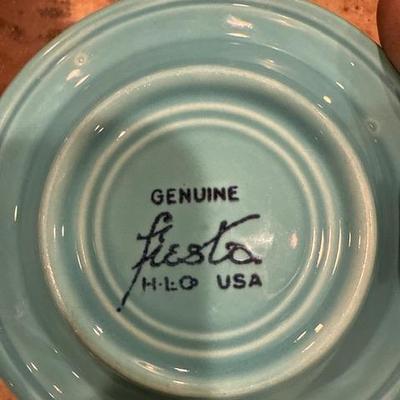 GENUINE
fiesta
H·L Co USA